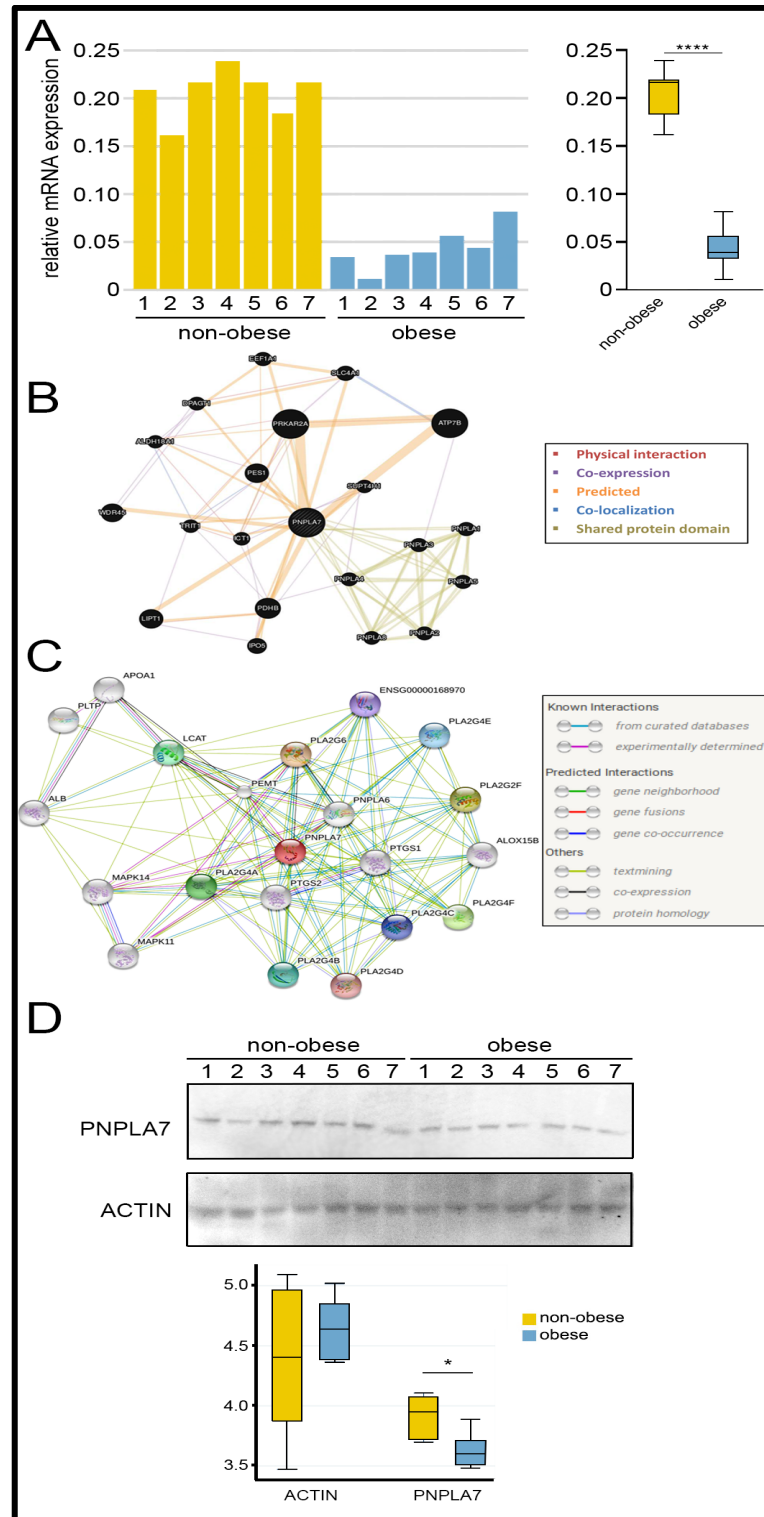 A
relative mRNA expression
0.25
0.20
0.15
0.10
0.05
0
1 2 3 4 5 6 7 1 2 3 4 5 6 7
non-obese obese
****
0.25
0.20
0.15
0.10
0.05
0
non-obese obese
B
EEF1A1
SLC4A1
DPAGT1
PRKAR2A
ATP7B
ALDH18A1
PES1
SUPT4H1
WDR45
TRIT1
ICT1
PNPLA7
PNPLA1
PNPLA3
PNPLA4
PNPLA5
LIPT1
PDHB
PNPLA8
PNPLA2
IPO5
Physical interaction
Co-expression
Predicted
Co-localization
Shared protein domain
C
APOA1
PLTP
ENSG00000168970
LCAT
PLA2G6
PLA2G4E
PEMT
PLA2G2F
ALB
PNPLA6
PNPLA7
PTGS1
ALOX15B
MAPK14
PLA2G4A
PTGS2
PLA2G4C
PLA2G4F
MAPK11
PLA2G4B
PLA2G4D
Known Interactions
from curated databases
experimentally determined
Predicted Interactions
gene neighborhood
gene fusions
gene co-occurrence
Others
textmining
co-expression
protein homology
D
non-obese obese
1 2 3 4 5 6 7 1 2 3 4 5 6 7
PNPLA7
ACTIN
5.0
4.5
4.0
3.5
*
non-obese
obese
ACTIN PNPLA7